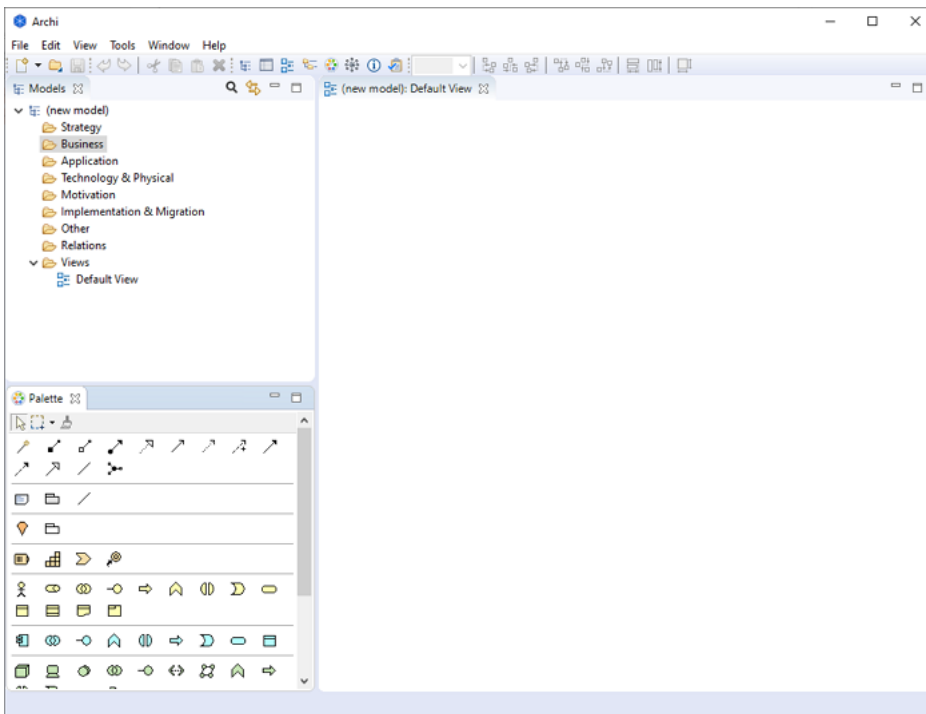 Archi
File Edit View Tools Window Help
Models
(new model): Default View
(new model)
Strategy
Business
Application
Technology & Physical
Motivation
Implementation & Migration
Other
Relations
Views
Default View
Palette